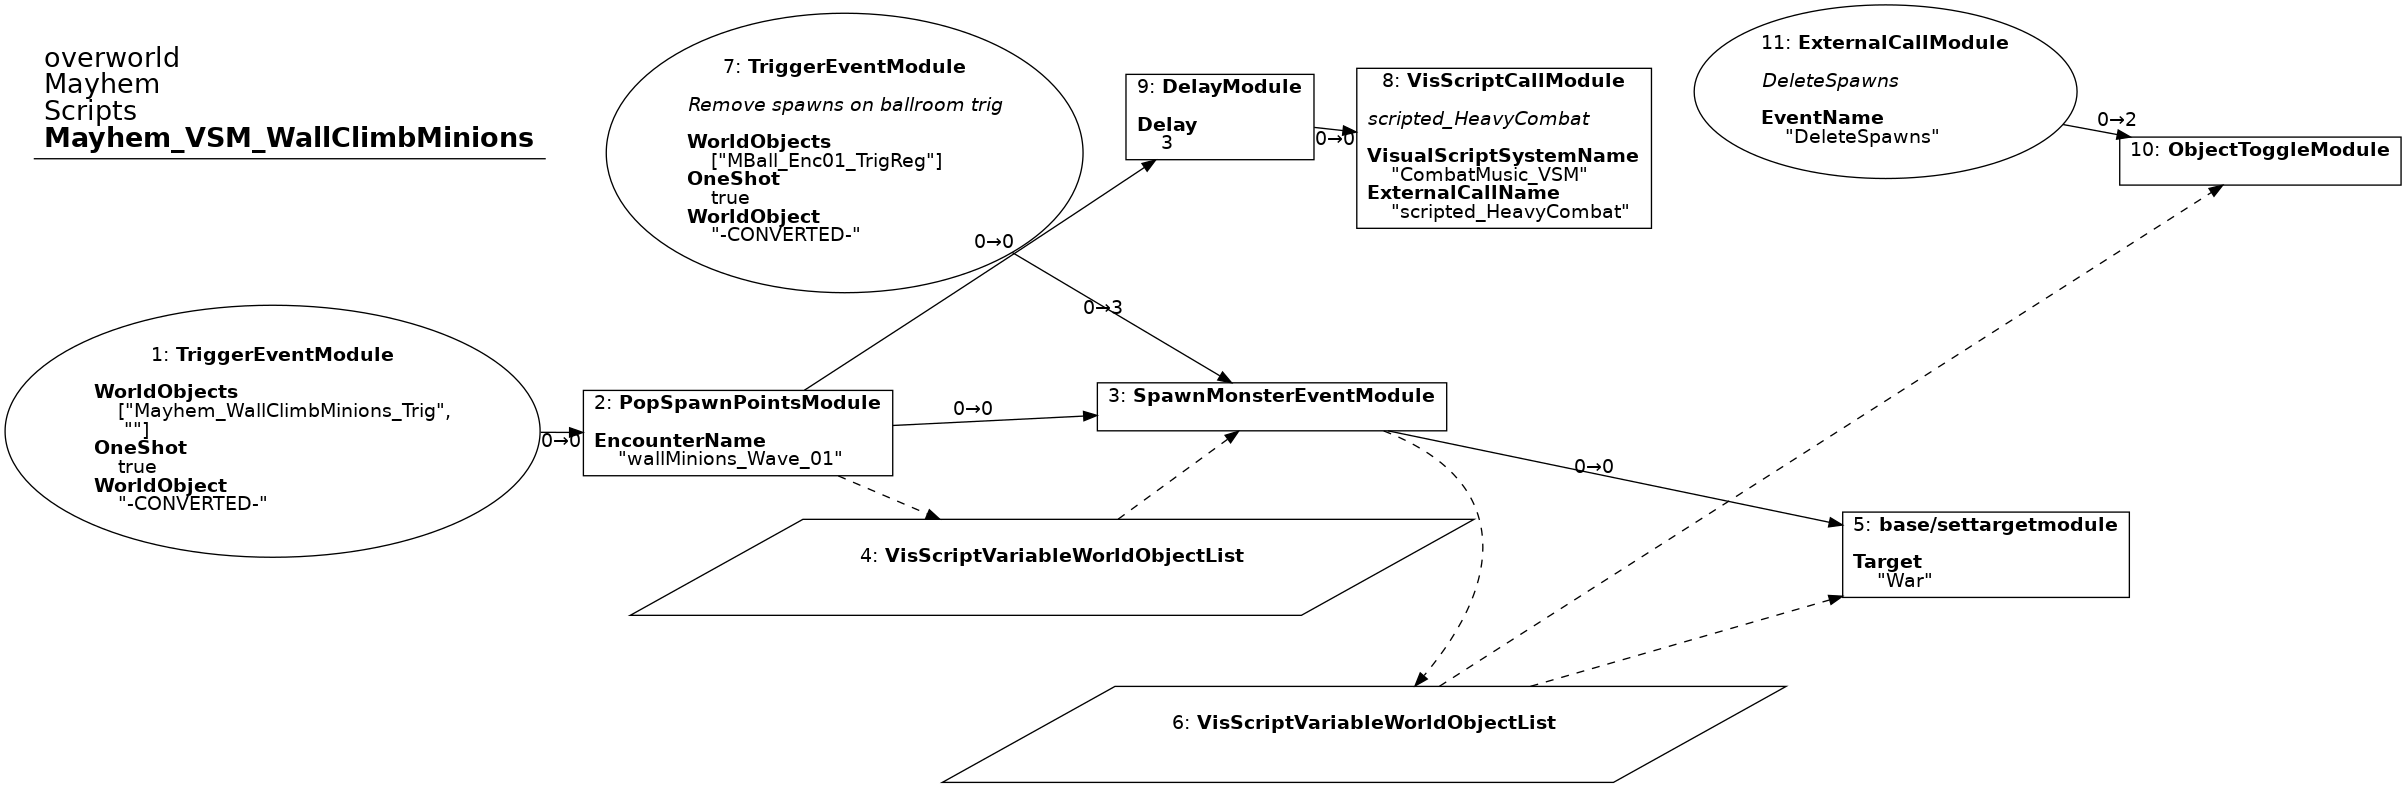 overworld
Mayhem
Scripts
Mayhem_VSM_WallClimbMinions
7: TriggerEventModule
Remove spawns on ballroom trig
WorldObjects
["MBall_Enc01_TrigReg"]
OneShot
true
WorldObject
"-CONVERTED-"
9: DelayModule
Delay
3
0→0
8: VisScriptCallModule
scripted_HeavyCombat
VisualScriptSystemName
"CombatMusic_VSM"
ExternalCallName
"scripted_HeavyCombat"
11: ExternalCallModule
DeleteSpawns
EventName
"DeleteSpawns"
0→2
10: ObjectToggleModule
0→0
0→3
1: TriggerEventModule
WorldObjects
["Mayhem_WallClimbMinions_Trig",
""]
OneShot
true
WorldObject
"-CONVERTED-"
0→0
2: PopSpawnPointsModule
EncounterName
"wallMinions_Wave_01"
0→0
3: SpawnMonsterEventModule
0→0
5: base/settargetmodule
Target
"War"
4: VisScriptVariableWorldObjectList
6: VisScriptVariableWorldObjectList